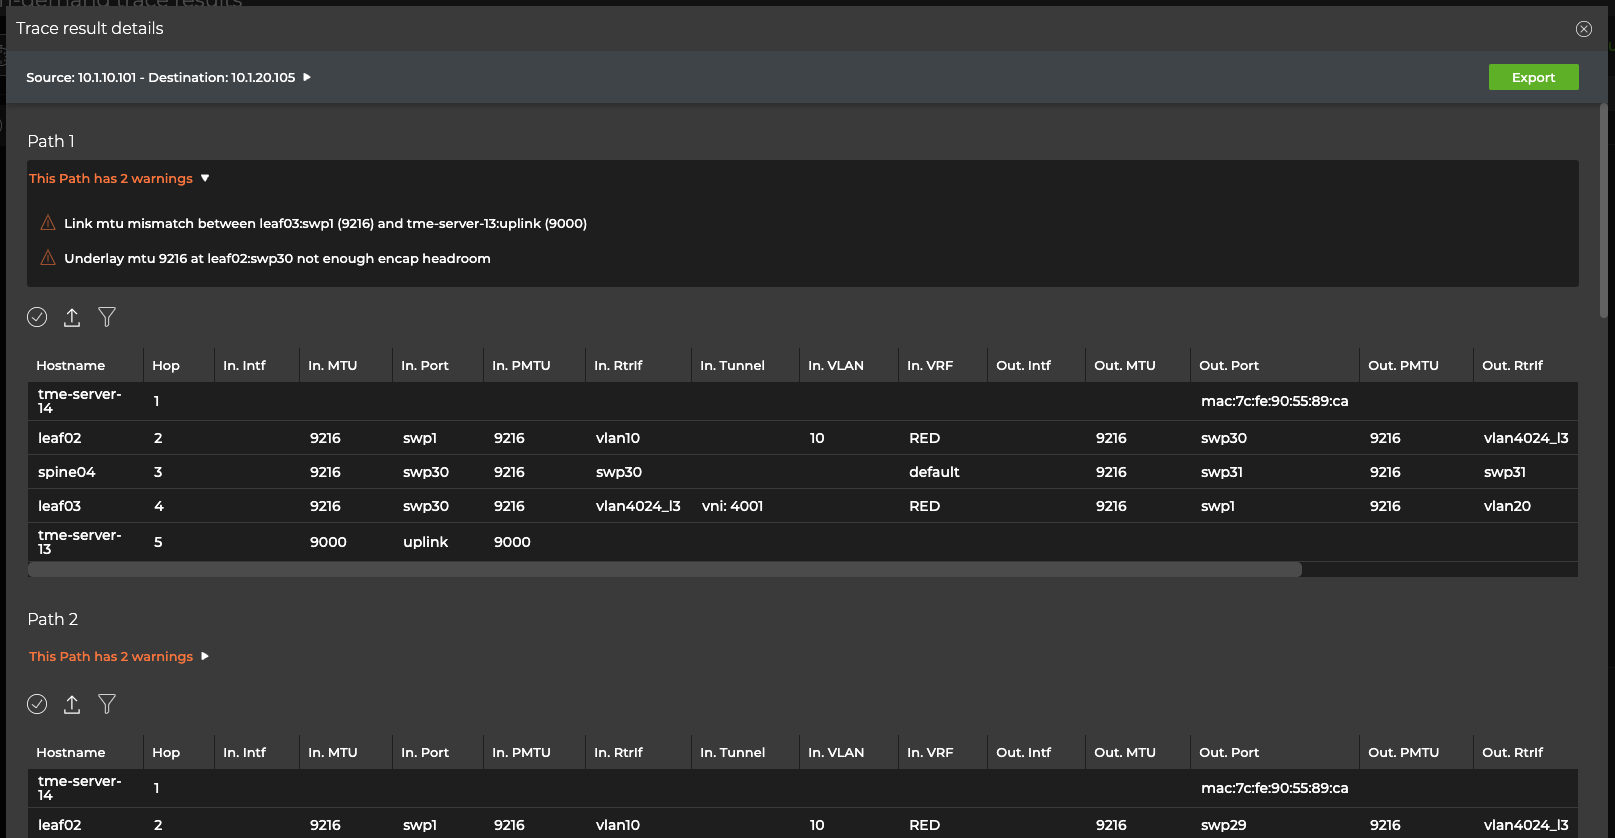 n-demand trace results
Trace result details
Source: 10.1.10.101 - Destination: 10.1.20.105
Export
Path 1
This Path has 2 warnings
Link mtu mismatch between leaf03:swp1 (9216) and tme-server-13:uplink (9000)
Underlay mtu 9216 at leaf02:swp30 not enough encap headroom
Hostname Hop In. Intf In. MTU In. Port In. PMTU In. RtrIf In. Tunnel In. VLAN In. VRF Out. Intf Out. MTU Out. Port Out. PMTU Out. RtrIf
tme-server-
14 1 mac:7c:fe:90:55:89:ca
leaf02 2 9216 swp1 9216 vlan10 10 RED 9216 swp30 9216 vlan4024_l3
spine04 3 9216 swp30 9216 swp30 default 9216 swp31 9216 swp31
leaf03 4 9216 swp30 9216 vlan4024_l3 vni: 4001 RED 9216 swp1 9216 vlan20
tme-server-
13 5 9000 uplink 9000
Path 2
This Path has 2 warnings
Hostname Hop In. Intf In. MTU In. Port In. PMTU In. RtrIf In. Tunnel In. VLAN In. VRF Out. Intf Out. MTU Out. Port Out. PMTU Out. RtrIf
tme-server-
14 1 mac:7c:fe:90:55:89:ca
leaf02 2 9216 swp1 9216 vlan10 10 RED 9216 swp29 9216 vlan4024_l3